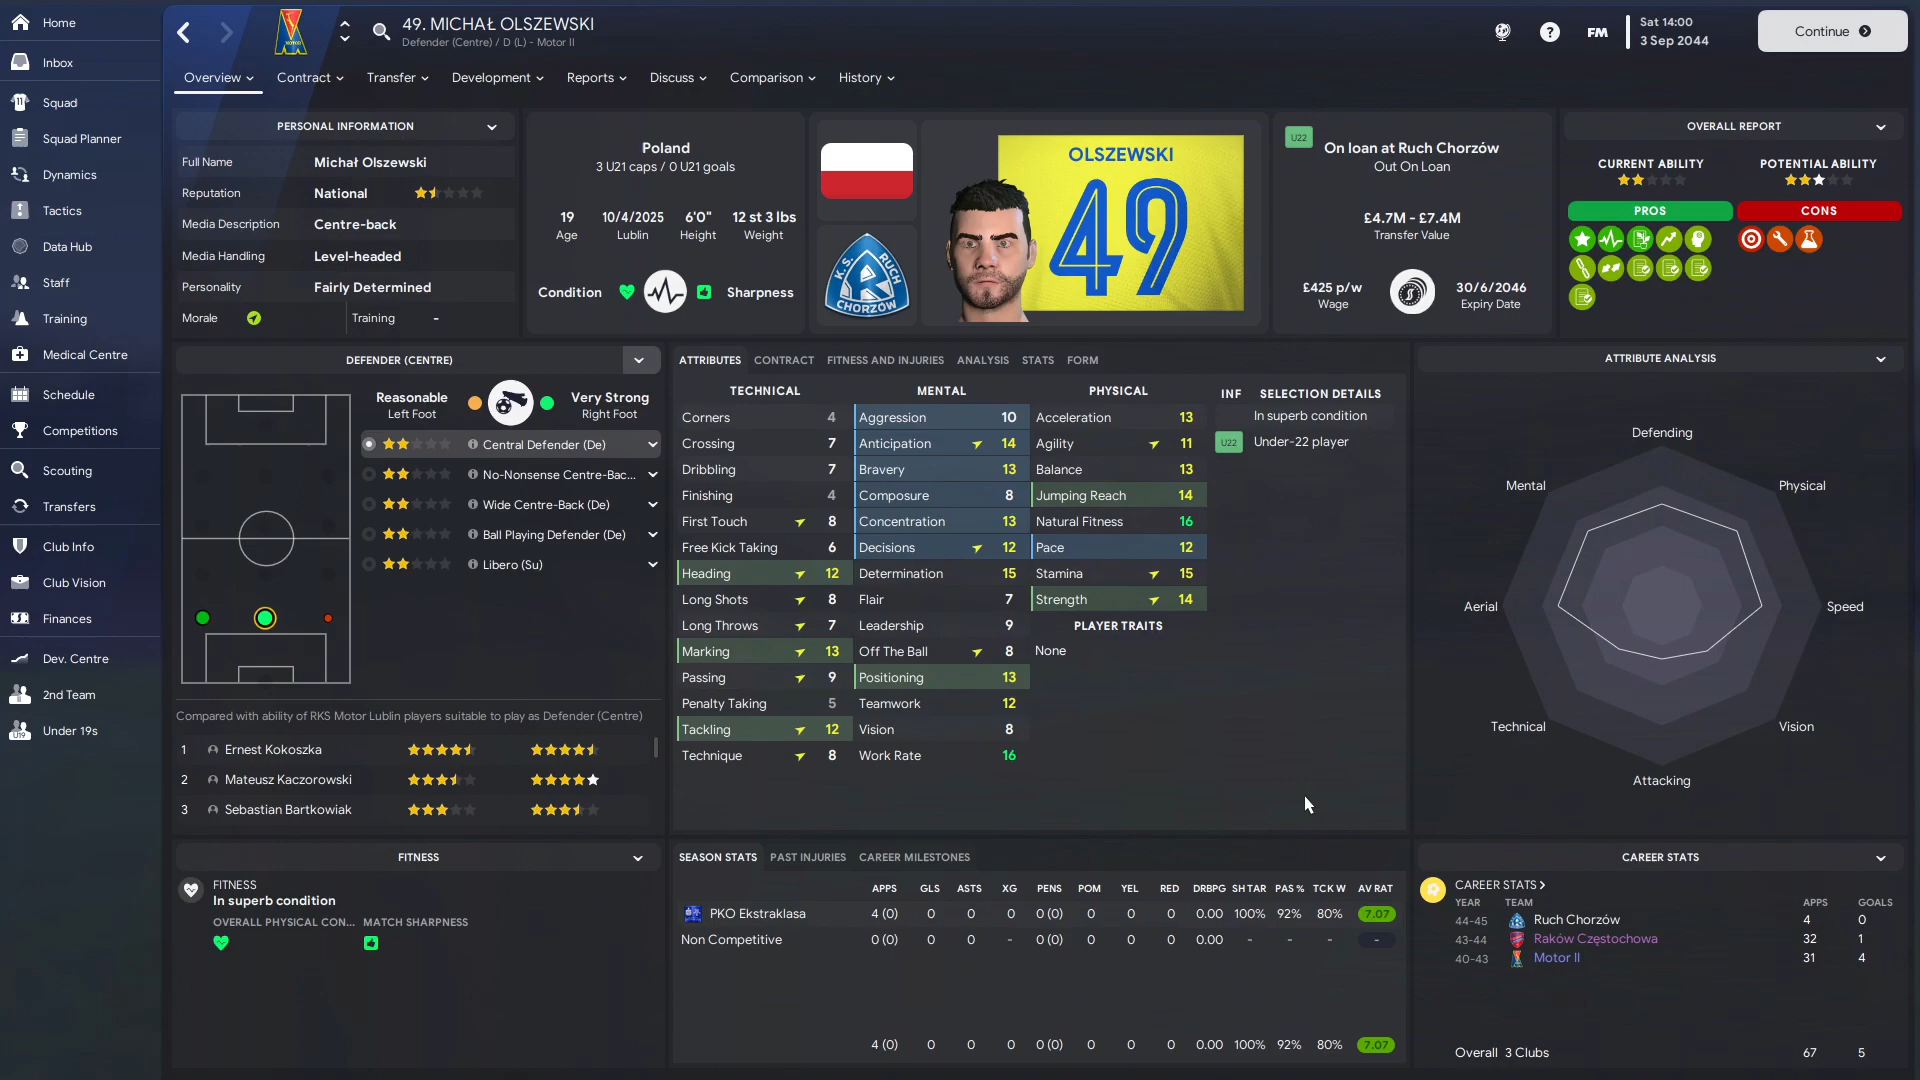 Home
Inbox
Squad
Squad Planner
Dynamics
Tactics
Data Hub
Staff
Training
Medical Centre
Schedule
Competitions
Scouting
Transfers
Club Info
Club Vision
Finances
Dev. Centre
2nd Team
Under 19s
49. MICHAŁ OLSZEWSKI
Defender (Centre) / D (L) - Motor II
FM
Sat 14:00
3 Sep 2044
Continue
Overview
Contract
Transfer
Development
Reports
Discuss
Comparison
History
PERSONAL INFORMATION
Full Name Michał Olszewski
Reputation National
Media Description Centre-back
Media Handling Level-headed
Personality Fairly Determined
Morale
Training -
Poland
3 U21 caps / 0 U21 goals
19 10/4/2025 6'0" 12 st 3 lbs
Age Lublin Height Weight
Condition Sharpness
K.S. RUCH CHORZÓW
OLSZEWSKI
49
U22
On loan at Ruch Chorzów
Out On Loan
£4.7M - £7.4M
Transfer Value
£425 p/w 30/6/2046
Wage Expiry Date
OVERALL REPORT
CURRENT ABILITY POTENTIAL ABILITY
PROS CONS
DEFENDER (CENTRE)
Reasonable Very Strong
Left Foot Right Foot
Central Defender (De)
No-Nonsense Centre-Bac...
Wide Centre-Back (De)
Ball Playing Defender (De)
Libero (Su)
Compared with ability of RKS Motor Lublin players suitable to play as Defender (Centre)
1 Ernest Kokoszka
2 Mateusz Kaczorowski
3 Sebastian Bartkowiak
ATTRIBUTES CONTRACT FITNESS AND INJURIES ANALYSIS STATS FORM
TECHNICAL
Corners 4
Crossing 7
Dribbling 7
Finishing 4
First Touch 8
Free Kick Taking 6
Heading 12
Long Shots 8
Long Throws 7
Marking 13
Passing 9
Penalty Taking 5
Tackling 12
Technique 8
MENTAL
Aggression 10
Anticipation 14
Bravery 13
Composure 8
Concentration 13
Decisions 12
Determination 15
Flair 7
Leadership 9
Off The Ball 8
Positioning 13
Teamwork 12
Vision 8
Work Rate 16
PHYSICAL
Acceleration 13
Agility 11
Balance 13
Jumping Reach 14
Natural Fitness 16
Pace 12
Stamina 15
Strength 14
PLAYER TRAITS
None
INF SELECTION DETAILS
In superb condition
U22 Under-22 player
ATTRIBUTE ANALYSIS
Defending
Mental Physical
Aerial Speed
Technical Vision
Attacking
FITNESS
FITNESS
In superb condition
OVERALL PHYSICAL CON... MATCH SHARPNESS
SEASON STATS PAST INJURIES CAREER MILESTONES
APPS GLS ASTS XG PENS POM YEL RED DRBPG SH TAR PAS % TCK W AV RAT
PKO Ekstraklasa 4 (0) 0 0 0 0 (0) 0 0 0 0.00 100% 92% 80% 7.07
Non Competitive 0 (0) 0 0 - 0 (0) 0 0 0 0.00 - - - -
4 (0) 0 0 0 0 (0) 0 0 0 0.00 100% 92% 80% 7.07
CAREER STATS
CAREER STATS
YEAR TEAM APPS GOALS
44-45 Ruch Chorzów 4 0
43-44 Raków Częstochowa 32 1
40-43 Motor II 31 4
Overall 3 Clubs 67 5